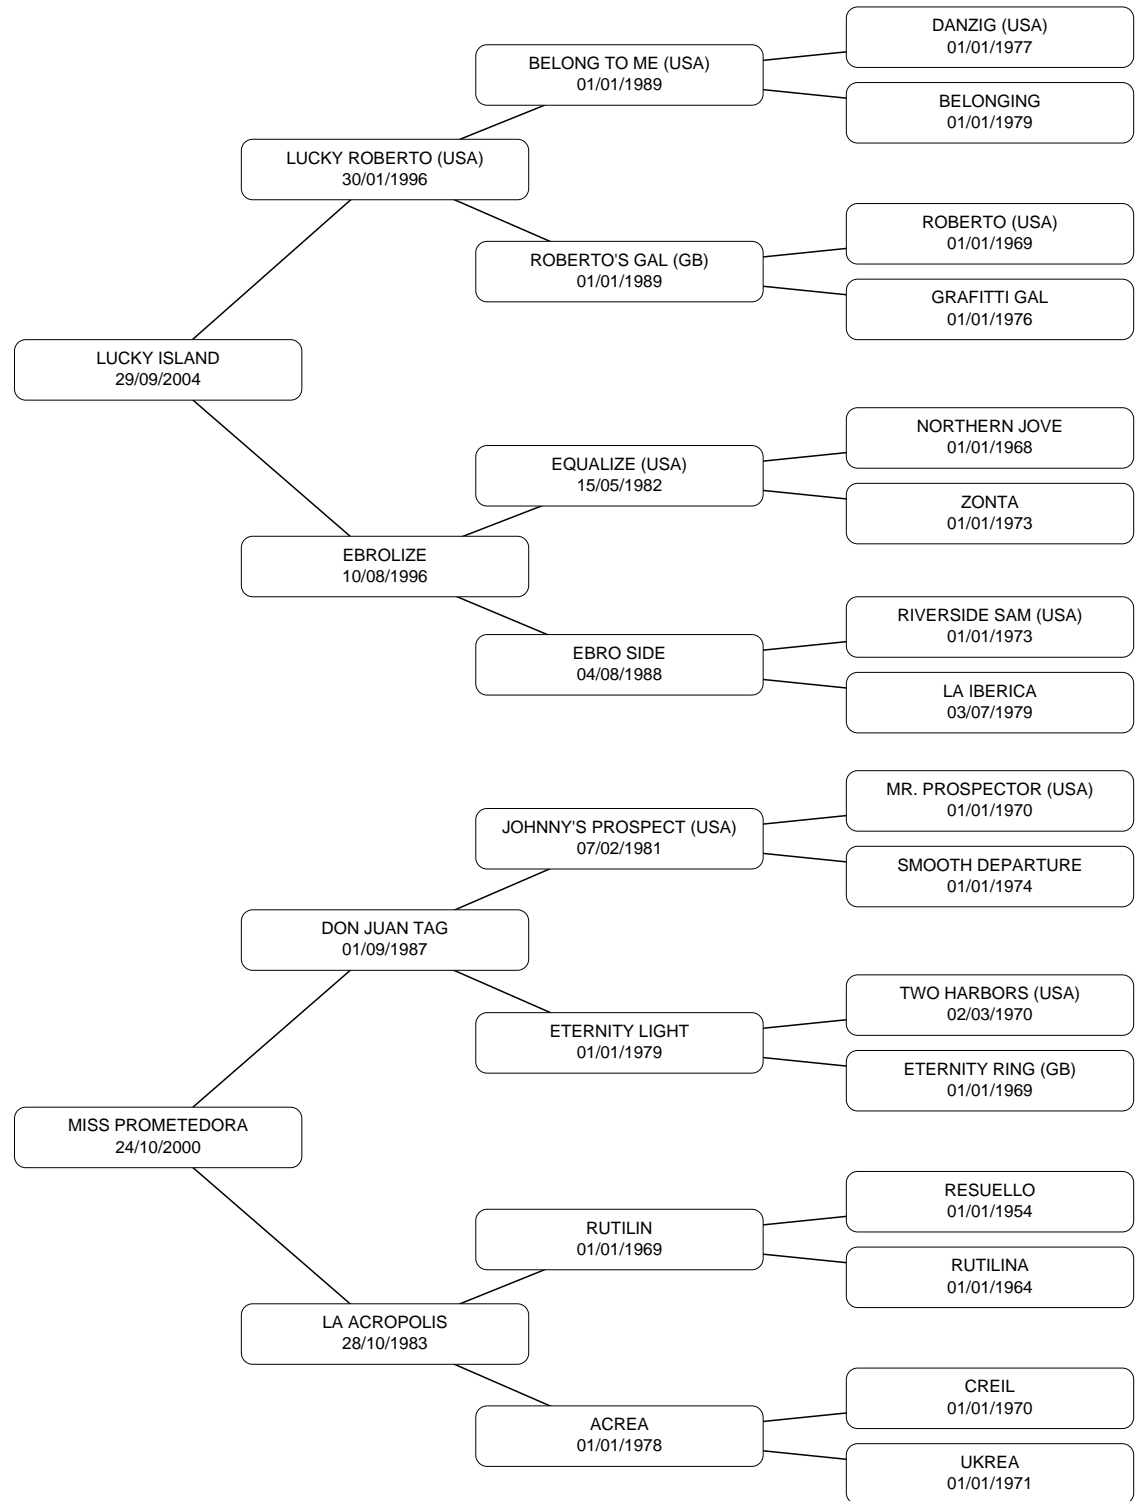 DANZIG (USA)
01/01/1977
BELONG TO ME (USA)
01/01/1989
BELONGING
01/01/1979
LUCKY ROBERTO (USA)
30/01/1996
ROBERTO (USA)
01/01/1969
ROBERTO'S GAL (GB)
01/01/1989
GRAFITTI GAL
01/01/1976
LUCKY ISLAND
29/09/2004
NORTHERN JOVE
01/01/1968
EQUALIZE (USA)
15/05/1982
ZONTA
01/01/1973
EBROLIZE
10/08/1996
RIVERSIDE SAM (USA)
01/01/1973
EBRO SIDE
04/08/1988
LA IBERICA
03/07/1979
MR. PROSPECTOR (USA)
01/01/1970
JOHNNY'S PROSPECT (USA)
07/02/1981
SMOOTH DEPARTURE
01/01/1974
DON JUAN TAG
01/09/1987
TWO HARBORS (USA)
02/03/1970
ETERNITY LIGHT
01/01/1979
ETERNITY RING (GB)
01/01/1969
MISS PROMETEDORA
24/10/2000
RESUELLO
01/01/1954
RUTILIN
01/01/1969
RUTILINA
01/01/1964
LA ACROPOLIS
28/10/1983
CREIL
01/01/1970
ACREA
01/01/1978
UKREA
01/01/1971